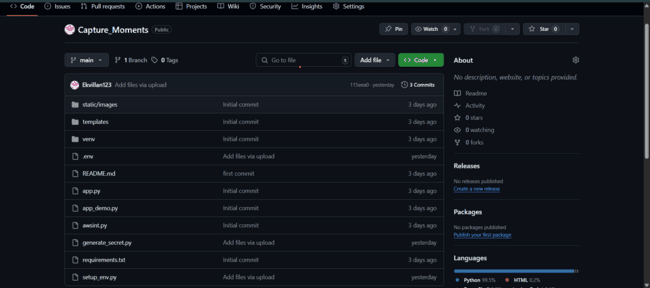 Code Issues Pull requests Actions Projects Wiki Security Insights Settings
Capture_Moments Public
Pin Watch 0 Fork Star 0
main 1 Branch 0 Tags Go to file t Add file Code
Ekvillan123 Add files via upload yesterday 3 Commits
static/images Initial commit 3 days ago
templates Initial commit 3 days ago
venv Initial commit 3 days ago
.env Add files via upload yesterday
README.md first commit 3 days ago
app.py Initial commit 3 days ago
app_demo.py Initial commit 3 days ago
awsint.py Initial commit 3 days ago
generate_secret.py Add files via upload yesterday
requirements.txt Initial commit 3 days ago
setup_env.py Add files via upload yesterday
About
No description, website, or topics provided.
Readme
Activity
0 stars
0 watching
0 forks
Releases
No releases published
Create a new release
Packages
No packages published
Publish your first package
Languages
Python 99.5% HTML 0.2%